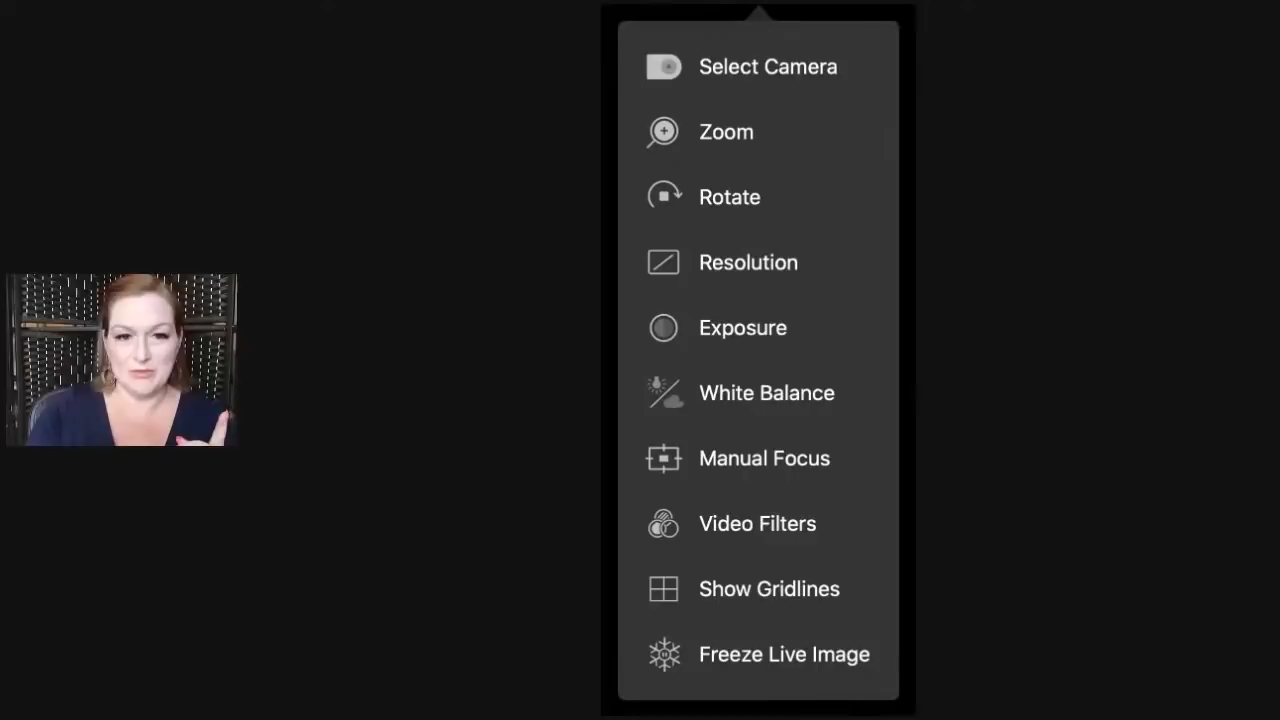 Select Camera
Zoom
Rotate
Resolution
Exposure
White Balance
Manual Focus
Video Filters
Show Gridlines
Freeze Live Image